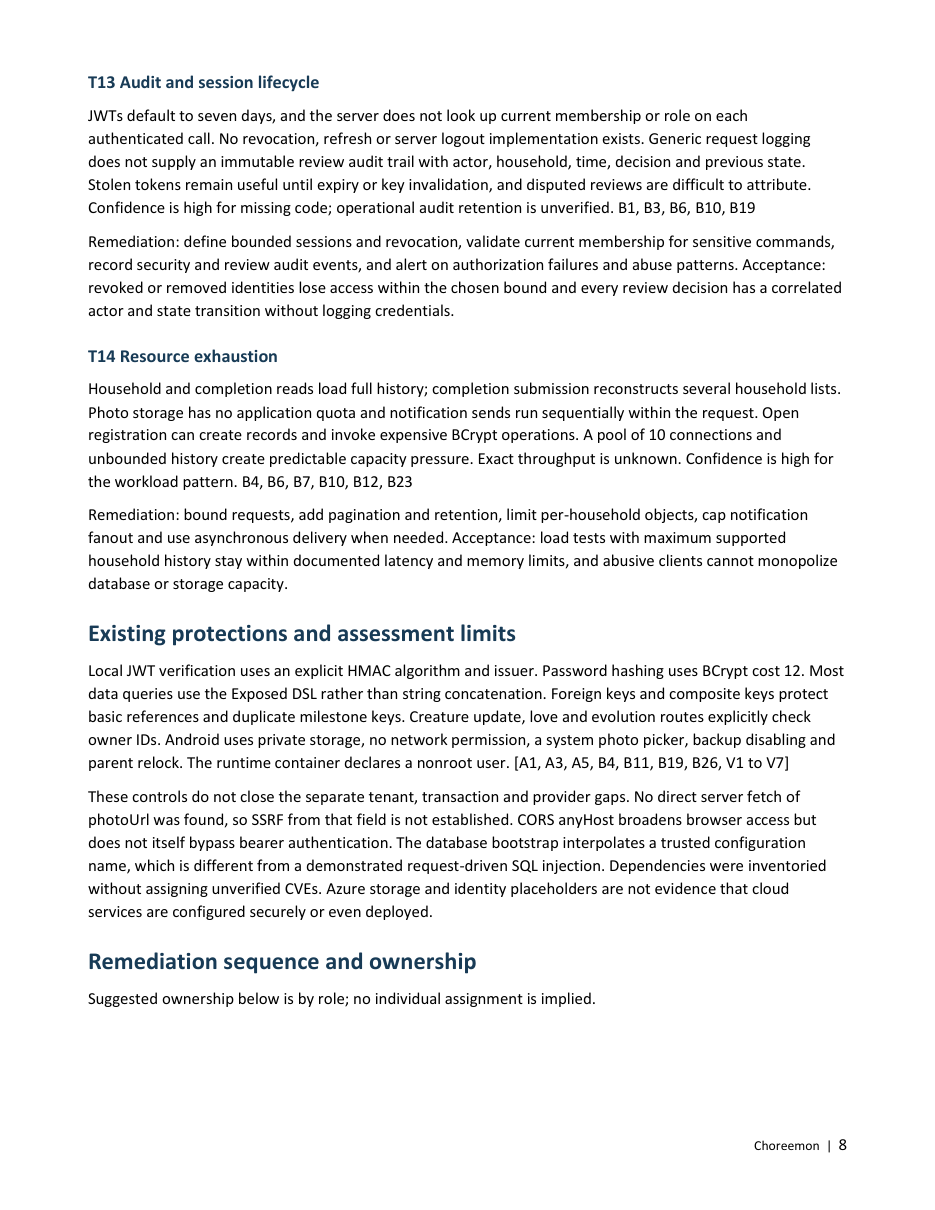 T13 Audit and session lifecycle
JWTs default to seven days, and the server does not look up current membership or role on each
authenticated call. No revocation, refresh or server logout implementation exists. Generic request logging
does not supply an immutable review audit trail with actor, household, time, decision and previous state.
Stolen tokens remain useful until expiry or key invalidation, and disputed reviews are difficult to attribute.
Confidence is high for missing code; operational audit retention is unverified. B1, B3, B6, B10, B19
Remediation: define bounded sessions and revocation, validate current membership for sensitive commands,
record security and review audit events, and alert on authorization failures and abuse patterns. Acceptance:
revoked or removed identities lose access within the chosen bound and every review decision has a correlated
actor and state transition without logging credentials.
T14 Resource exhaustion
Household and completion reads load full history; completion submission reconstructs several household lists.
Photo storage has no application quota and notification sends run sequentially within the request. Open
registration can create records and invoke expensive BCrypt operations. A pool of 10 connections and
unbounded history create predictable capacity pressure. Exact throughput is unknown. Confidence is high for
the workload pattern. B4, B6, B7, B10, B12, B23
Remediation: bound requests, add pagination and retention, limit per-household objects, cap notification
fanout and use asynchronous delivery when needed. Acceptance: load tests with maximum supported
household history stay within documented latency and memory limits, and abusive clients cannot monopolize
database or storage capacity.
Existing protections and assessment limits
Local JWT verification uses an explicit HMAC algorithm and issuer. Password hashing uses BCrypt cost 12. Most
data queries use the Exposed DSL rather than string concatenation. Foreign keys and composite keys protect
basic references and duplicate milestone keys. Creature update, love and evolution routes explicitly check
owner IDs. Android uses private storage, no network permission, a system photo picker, backup disabling and
parent relock. The runtime container declares a nonroot user. [A1, A3, A5, B4, B11, B19, B26, V1 to V7]
These controls do not close the separate tenant, transaction and provider gaps. No direct server fetch of
photoUrl was found, so SSRF from that field is not established. CORS anyHost broadens browser access but
does not itself bypass bearer authentication. The database bootstrap interpolates a trusted configuration
name, which is different from a demonstrated request-driven SQL injection. Dependencies were inventoried
without assigning unverified CVEs. Azure storage and identity placeholders are not evidence that cloud
services are configured securely or even deployed.
Remediation sequence and ownership
Suggested ownership below is by role; no individual assignment is implied.
Choreemon | 8